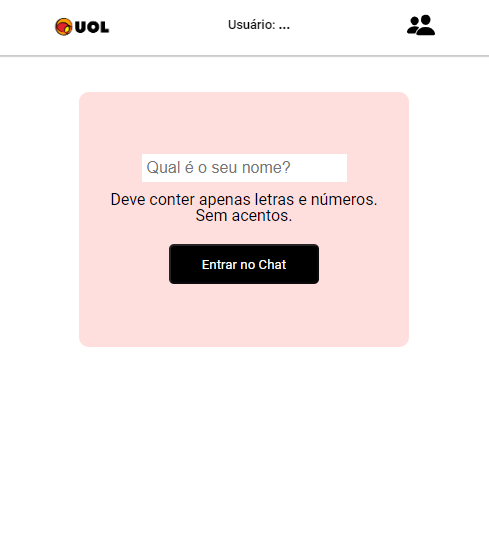 UOL
Usuário: ...
Qual é o seu nome?
Deve conter apenas letras e números.
Sem acentos.
Entrar no Chat